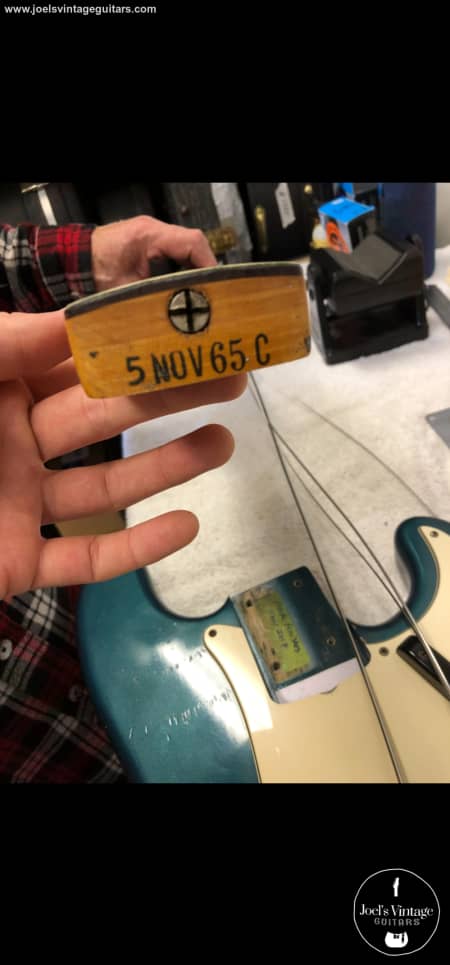 www.joelsvintageguitars.com
5 NOV 65 C
Joel's Vintage
GUITARS